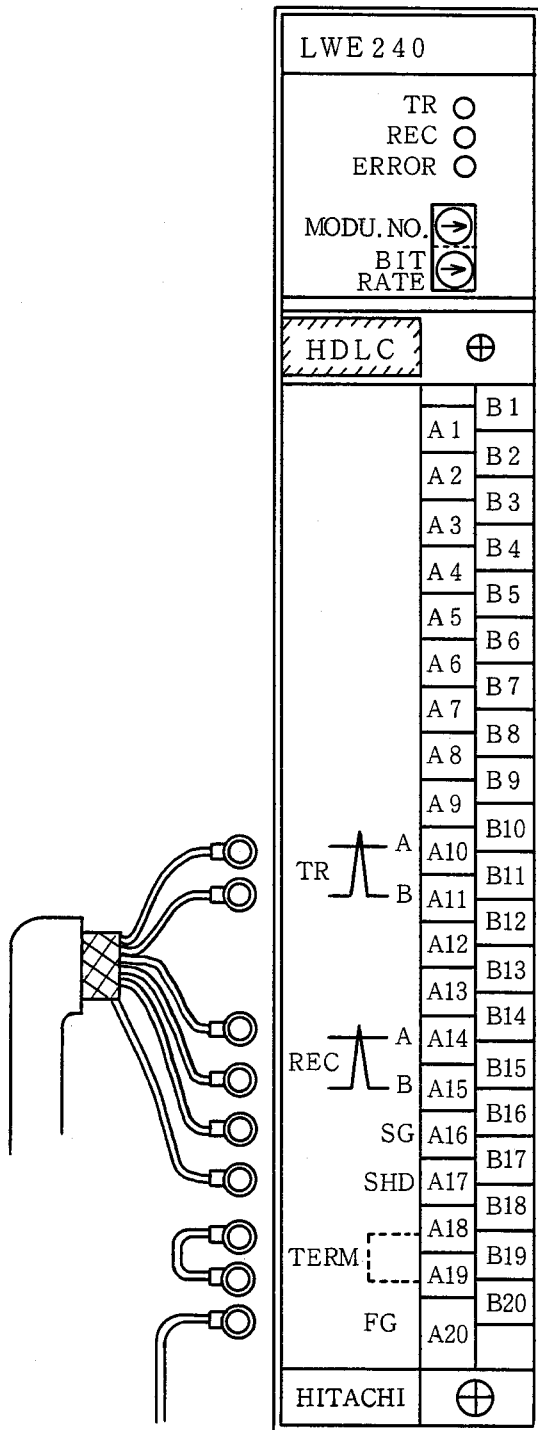 LWE240
TR
REC
ERROR
MODU.NO.
BIT
RATE
HDLC
B1
A1
B2
A2
B3
A3
B4
A4
B5
A5
B6
A6
B7
A7
B8
A8
B9
A9
B10
TR A A10
B11
B A11
B12
A12
B13
A13
B14
REC A A14
B15
B A15
B16
SG A16
B17
SHD A17
B18
A18
TERM B19
A19
B20
FG A20
HITACHI